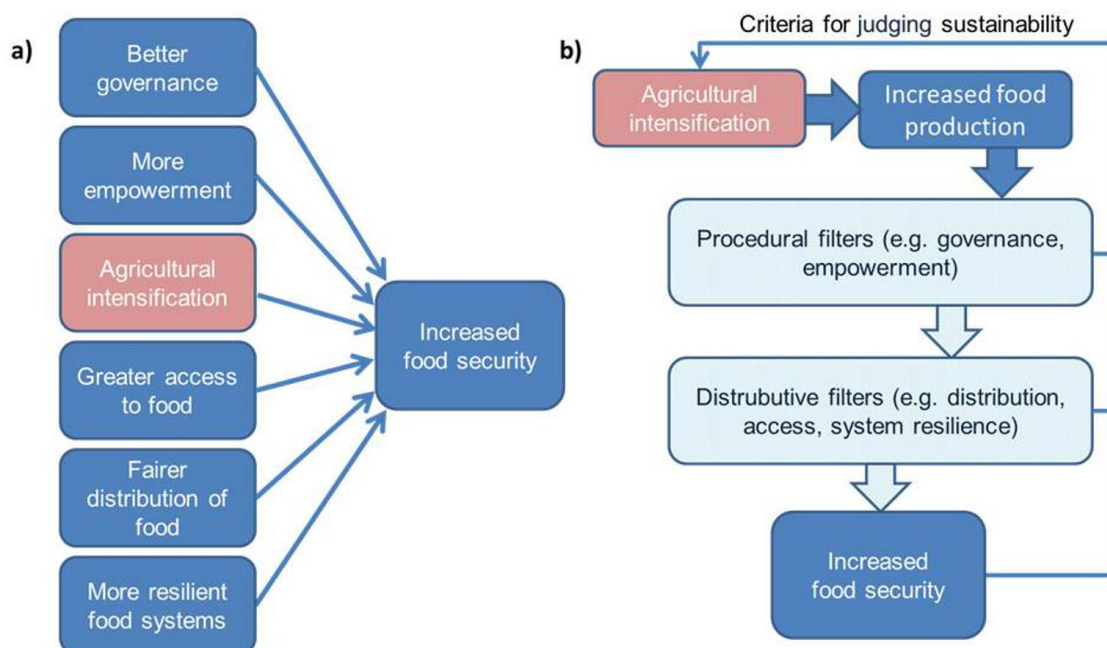 a)
Better
governance
More
empowerment
Agricultural
intensification
Greater access
to food
Fairer
distribution of
food
More resilient
food systems
Increased
food security
b)
Criteria for judging sustainability
Agricultural
intensification
Increased food
production
Procedural filters (e.g. governance,
empowerment)
Distrubutive filters (e.g. distribution,
access, system resilience)
Increased
food security